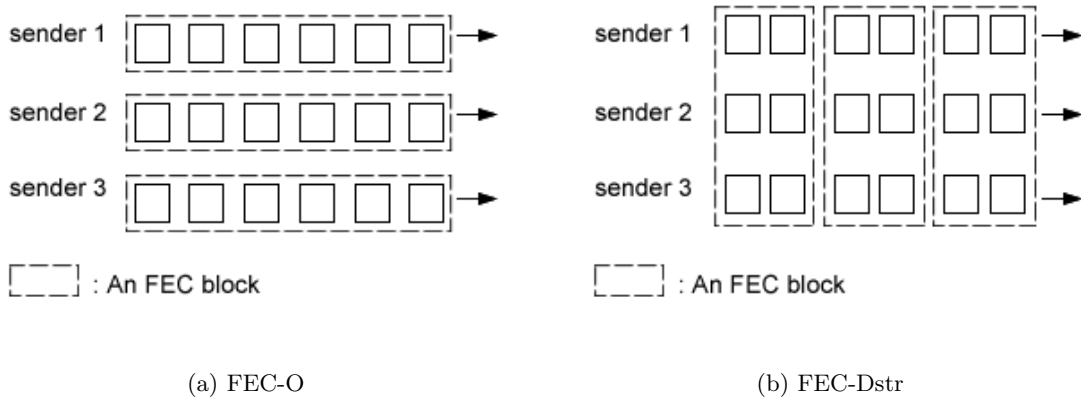 sender 1
sender 2
sender 3
: An FEC block
(a) FEC-O
sender 1
sender 2
sender 3
: An FEC block
(b) FEC-Dstr